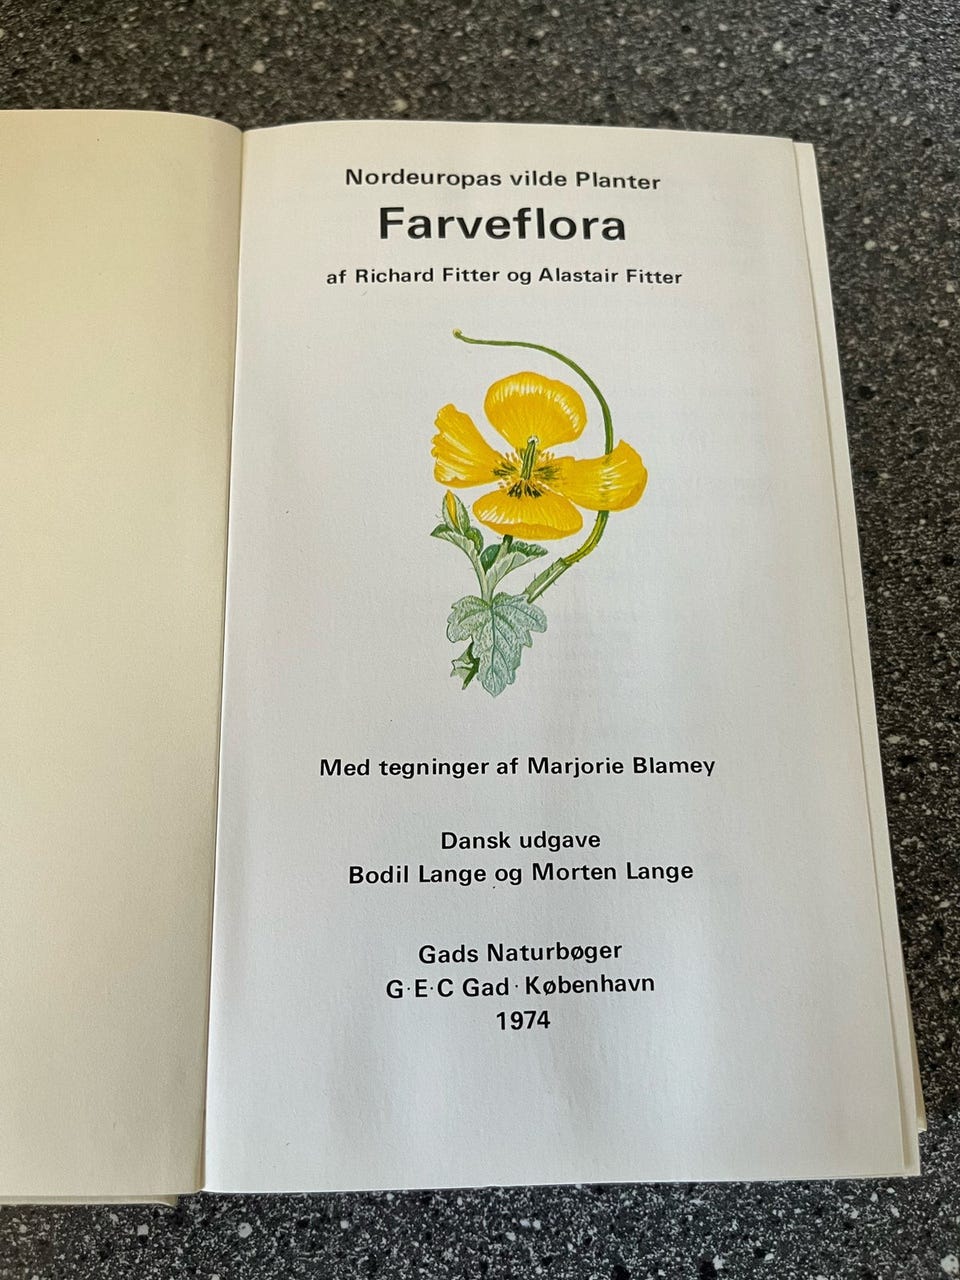 Nordeuropas vilde Planter
Farveflora
af Richard Fitter og Alastair Fitter
Med tegninger af Marjorie Blamey
Dansk udgave
Bodil Lange og Morten Lange
Gads Naturbøger
G·E·C Gad · København
1974